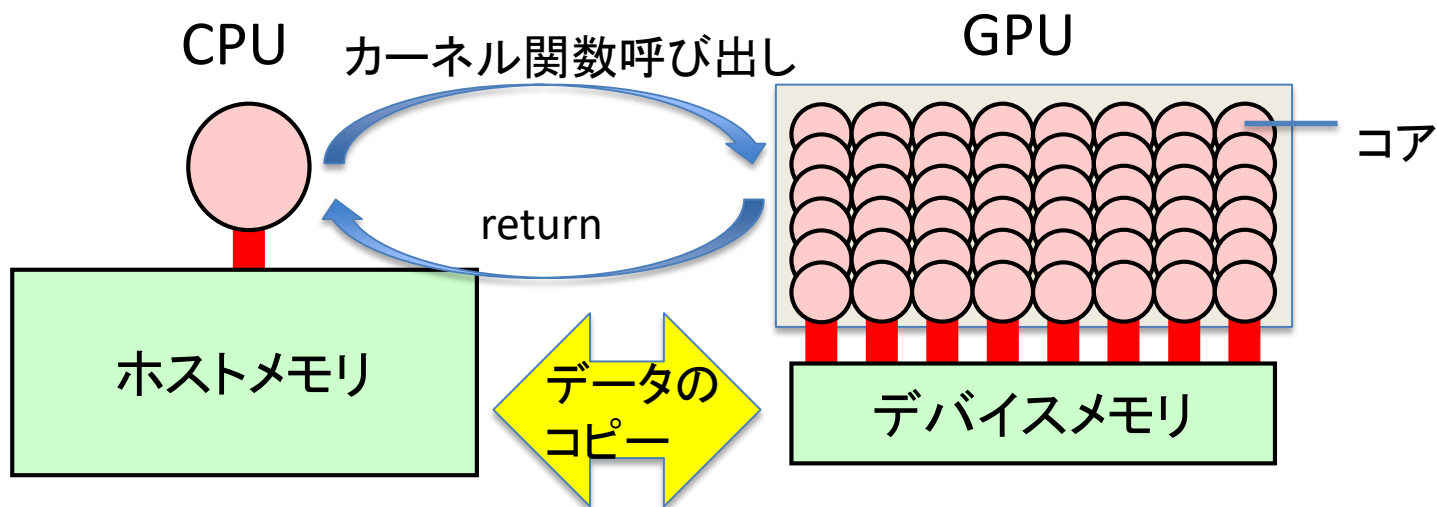 CPU
カーネル関数呼び出し
GPU
コア
return
ホストメモリ
データの
コピー
デバイスメモリ